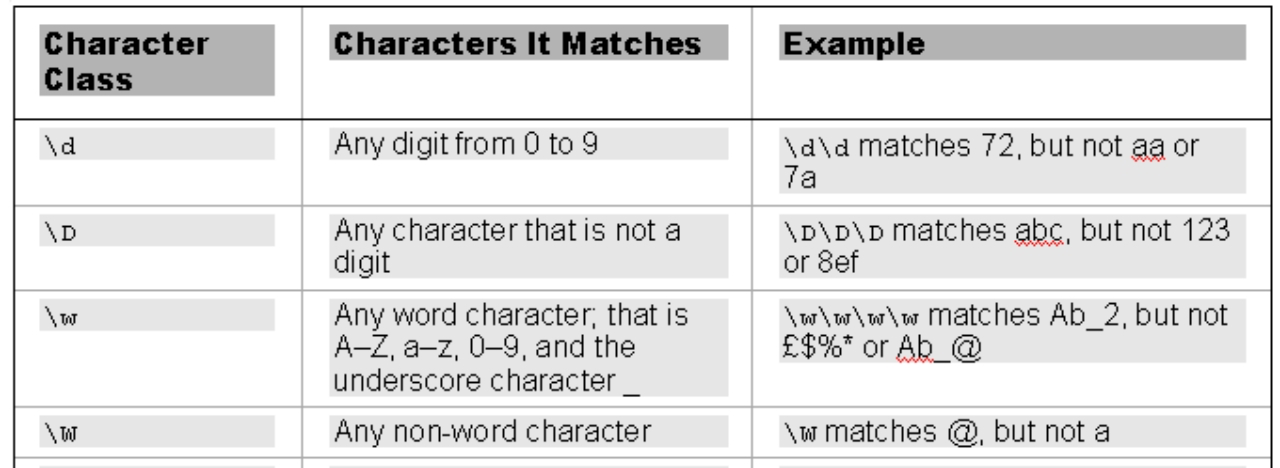 Character Class
Characters It Matches
Example
\d
Any digit from 0 to 9
\d\d matches 72, but not aa or
7a
\D
Any character that is not a
digit
\D\D\D matches abc, but not 123
or 8ef
\w
Any word character; that is
A–Z, a–z, 0–9, and the
underscore character _
\w\w\w\w matches Ab_2, but not
£$%* or Ab_@
\W
Any non-word character
\W matches @, but not a